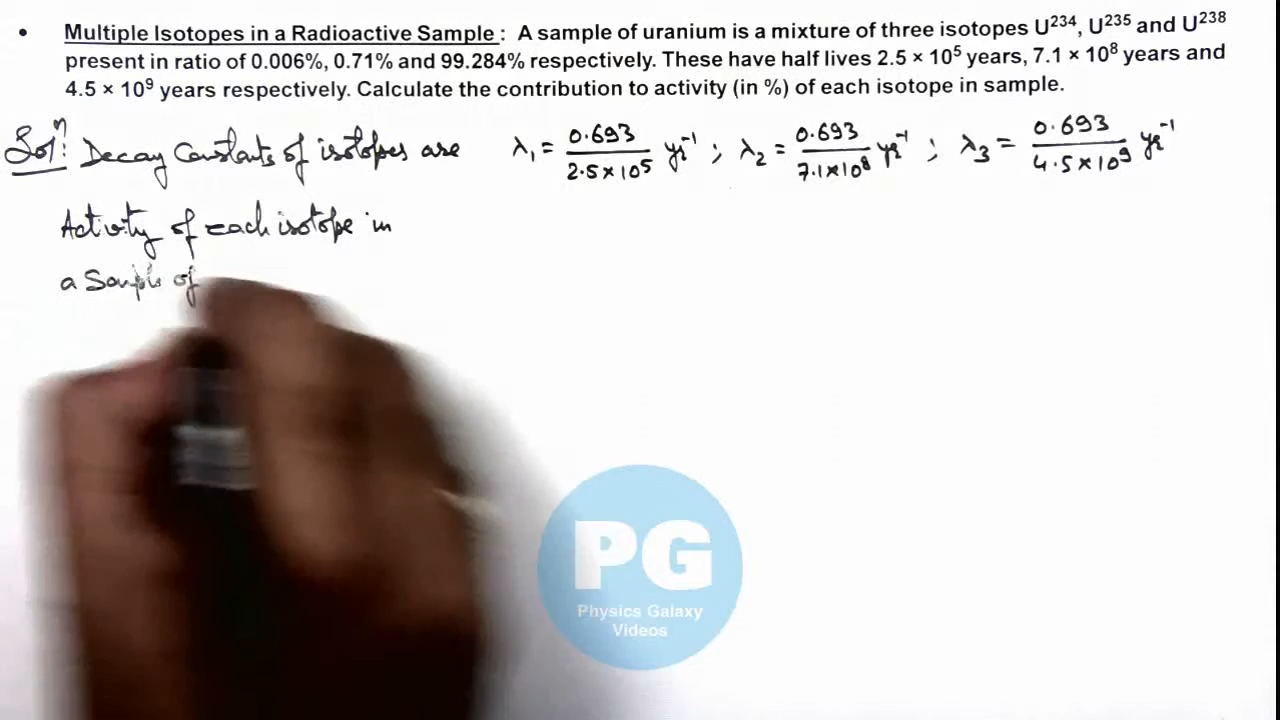 • Multiple Isotopes in a Radioactive Sample : A sample of uranium is a mixture of three isotopes U²³⁴, U²³⁵ and U²³⁸
present in ratio of 0.006%, 0.71% and 99.284% respectively. These have half lives 2.5 × 10⁵ years, 7.1 × 10⁸ years and
4.5 × 10⁹ years respectively. Calculate the contribution to activity (in %) of each isotope in sample.
Solⁿ: Decay Constants of isotopes are λ₁ = 0.693/2.5×10⁵ yr⁻¹ ; λ₂ = 0.693/7.1×10⁸ yr⁻¹ ; λ₃ = 0.693/4.5×10⁹ yr⁻¹
Activity of each isotope in
a Sample of
PG
Physics Galaxy
Videos